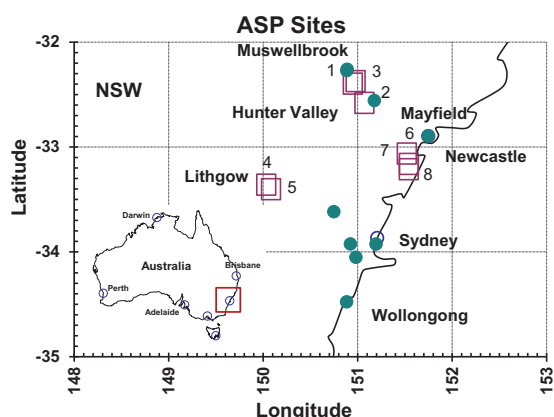 ASP Sites
-32
Muswellbrook
1
3
NSW
2
Hunter Valley
Mayfield
6
-33
7
Newcastle
4
8
Lithgow
5
Darwin
Sydney
-34
Australia
Brisbane
Perth
Adelaide
Wollongong
-35
148
149
150
151
152
153
Latitude
Longitude